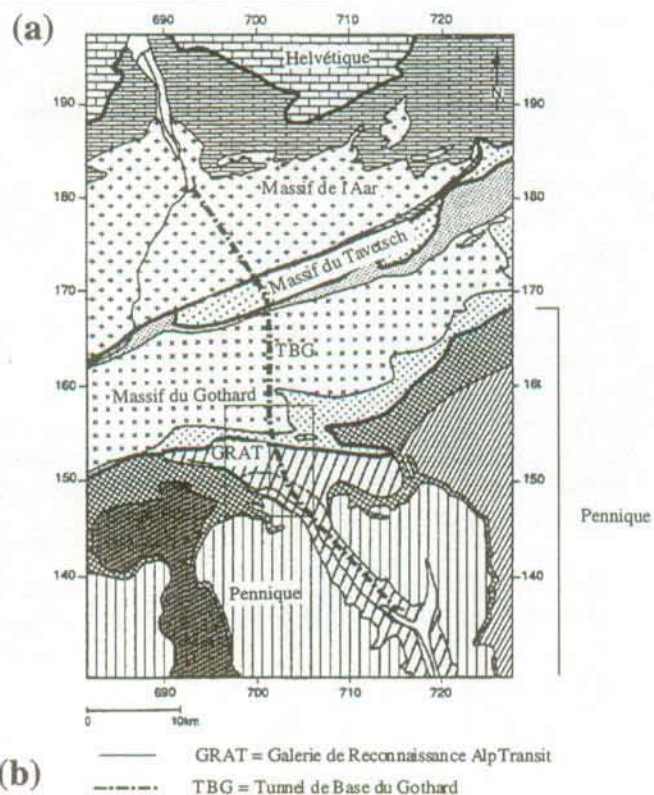 (a)
690 700 710 720
Helvétique
N
190 190
Massif de l'Aar
180 180
Massif du Tavetsch
170 170
TBG
160 160
Massif du Gothard
GRAT
150 150
Pennique
140 140
Pennique
690 700 710 720
0 10km
GRAT = Galerie de Reconnaissance AlpTransit
(b)
TBG = Tunnel de Base du Gothard